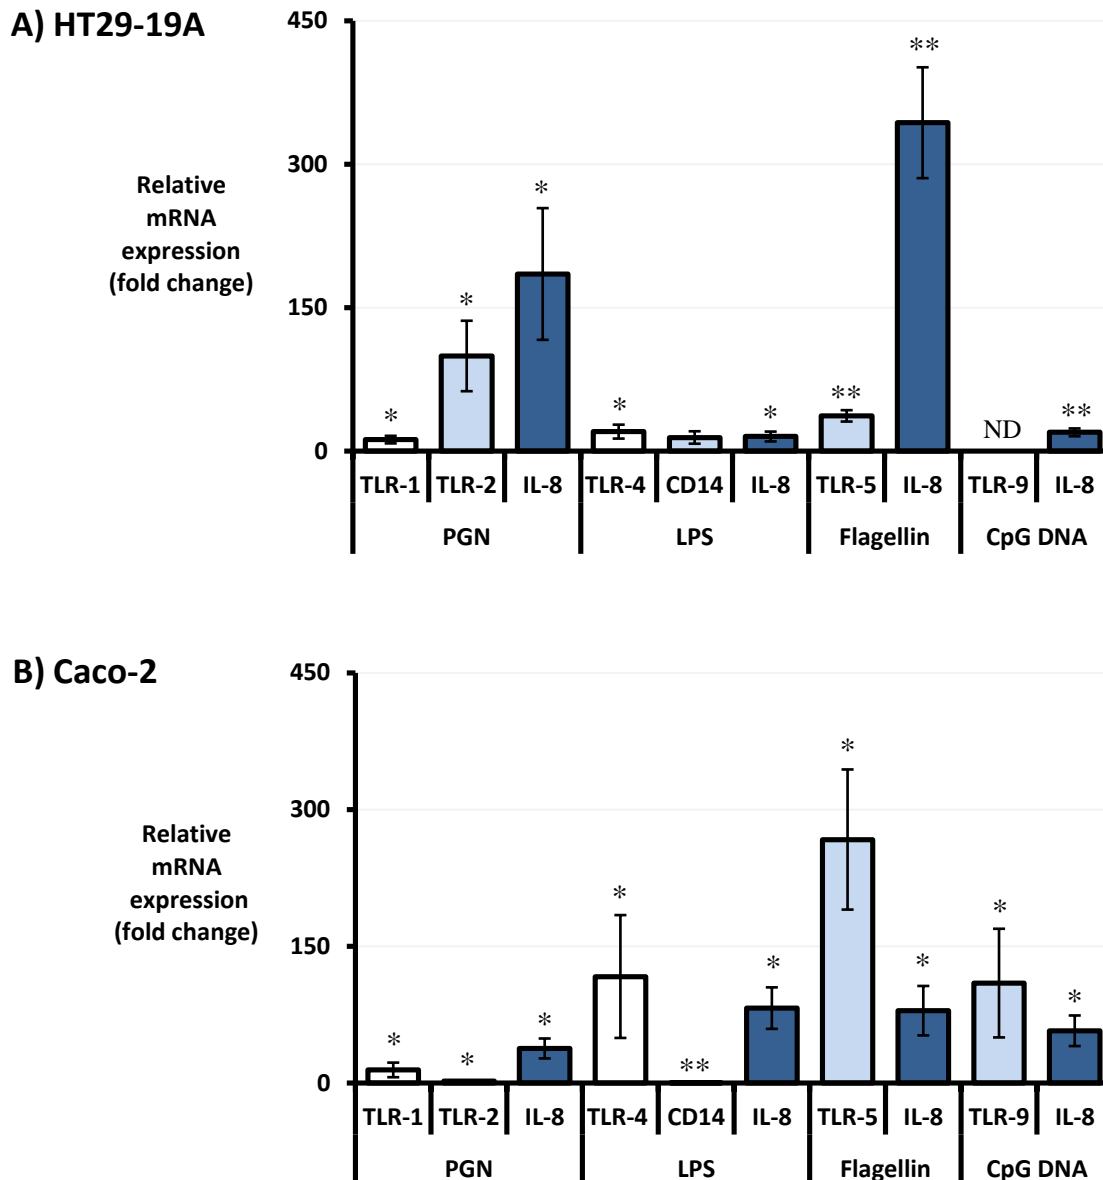 A) HT29-19A
Relative
mRNA
expression
(fold change)
450
300
150
0
* * * * * ** ** ND **
TLR-1 TLR-2 IL-8 TLR-4 CD14 IL-8 TLR-5 IL-8 TLR-9 IL-8
PGN LPS Flagellin CpG DNA
B) Caco-2
Relative
mRNA
expression
(fold change)
450
300
150
0
* * * * ** * * * * *
TLR-1 TLR-2 IL-8 TLR-4 CD14 IL-8 TLR-5 IL-8 TLR-9 IL-8
PGN LPS Flagellin CpG DNA